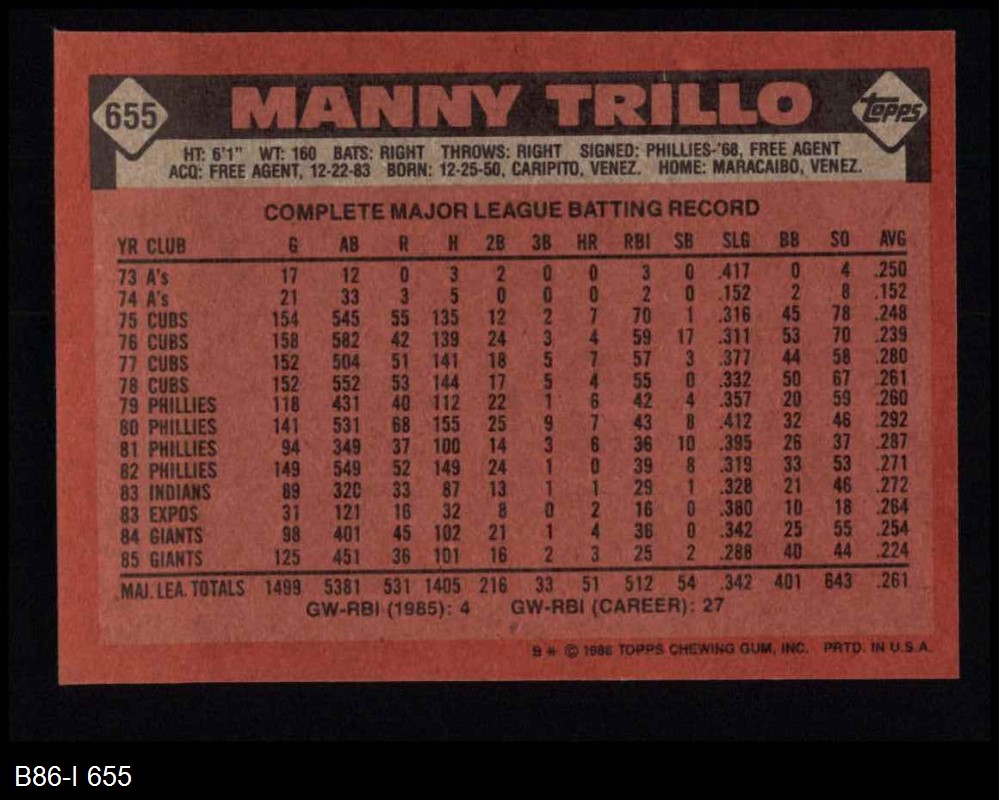 655 MANNY TRILLO Topps
HT: 6'1" WT: 160 BATS: RIGHT THROWS: RIGHT SIGNED: PHILLIES-'68, FREE AGENT
ACQ: FREE AGENT, 12-22-83 BORN: 12-25-50, CARIPITO, VENEZ. HOME: MARACAIBO, VENEZ.
COMPLETE MAJOR LEAGUE BATTING RECORD
YR CLUB G AB R H 2B 3B HR RBI SB SLG BB SO AVG
73 A's 17 12 0 3 2 0 0 3 0 .417 0 4 .250
74 A's 21 33 3 5 0 0 0 2 0 .152 2 8 .152
75 CUBS 154 545 55 135 12 2 7 70 1 .316 45 78 .248
76 CUBS 158 582 42 139 24 3 4 59 17 .311 53 70 .239
77 CUBS 152 504 51 141 18 5 7 57 3 .377 44 58 .280
78 CUBS 152 552 53 144 17 5 4 55 0 .332 50 67 .261
79 PHILLIES 118 431 40 112 22 1 6 42 4 .357 20 59 .260
80 PHILLIES 141 531 68 155 25 9 7 43 8 .412 32 46 .292
81 PHILLIES 94 349 37 100 14 3 6 36 10 .395 26 37 .287
82 PHILLIES 149 549 52 149 24 1 0 39 8 .319 33 53 .271
83 INDIANS 89 320 33 87 13 1 1 29 1 .328 21 46 .272
83 EXPOS 31 121 16 32 8 0 2 16 0 .380 10 18 .264
84 GIANTS 98 401 45 102 21 1 4 36 0 .342 25 55 .254
85 GIANTS 125 451 36 101 16 2 3 25 2 .288 40 44 .224
MAJ. LEA. TOTALS 1499 5381 531 1405 216 33 51 512 54 .342 401 643 .261
GW-RBI (1985): 4 GW-RBI (CAREER): 27
B * © 1986 TOPPS CHEWING GUM, INC. PRTD. IN U.S.A.
B86-I 655